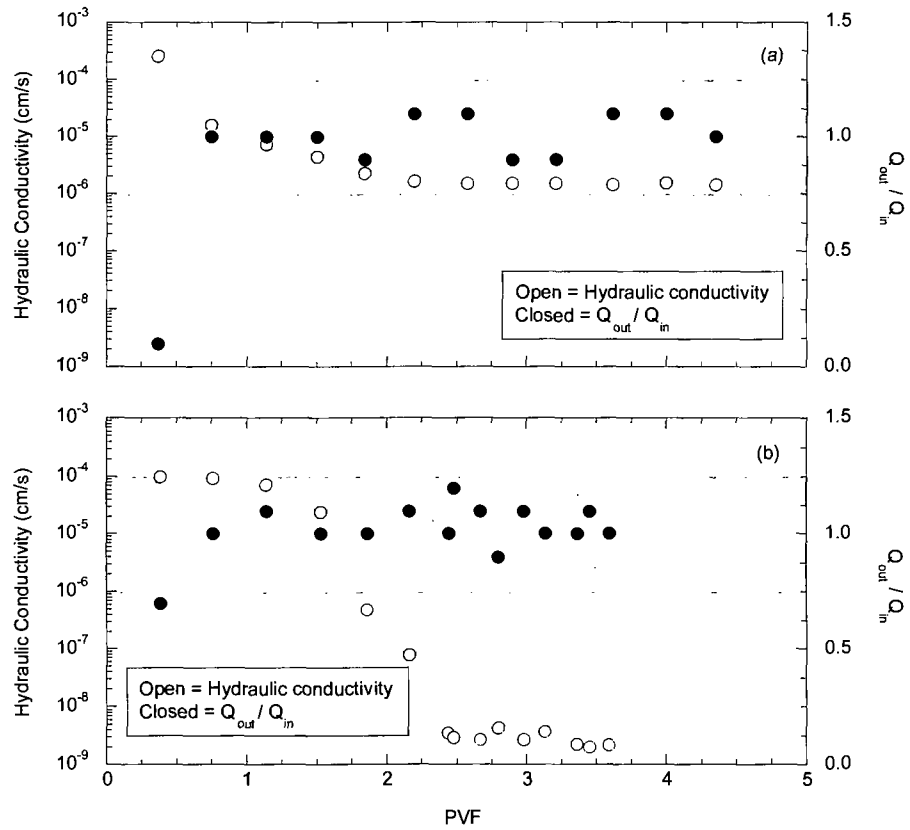 10⁻³
10⁻⁴
10⁻⁵
10⁻⁶
10⁻⁷
10⁻⁸
10⁻⁹
Hydraulic Conductivity (cm/s)
(a)
1.5
1.0
0.5
0.0
Q_out / Q_in
Open = Hydraulic conductivity
Closed = Q_out / Q_in
10⁻³
10⁻⁴
10⁻⁵
10⁻⁶
10⁻⁷
10⁻⁸
10⁻⁹
Hydraulic Conductivity (cm/s)
(b)
1.5
1.0
0.5
0.0
Q_out / Q_in
Open = Hydraulic conductivity
Closed = Q_out / Q_in
0 1 2 3 4 5
PVF